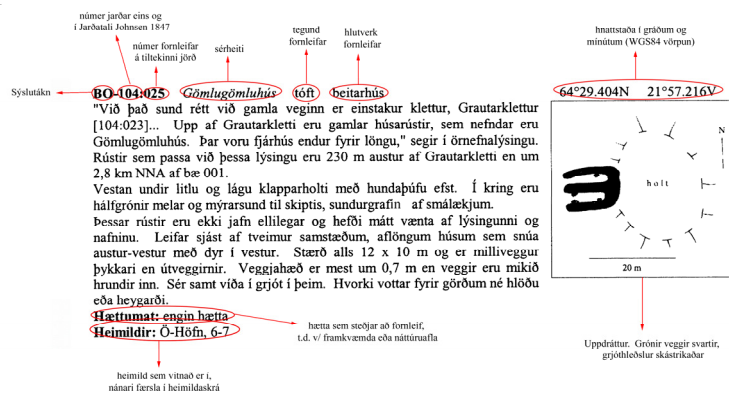 númer jarðar eins og
í Jarðatali Johnsen 1847
númer fornleifar
á tiltekinni jörð
sérheiti
tegund
fornleifar
hlutverk
fornleifar
hnattstaða í gráðum og
mínútum (WGS84 vörpun)
Sýslutákn
BO-104:025 Gömlugömluhús tóft beitarhús 64°29.404N 21°57.216V
"Við það sund rétt við gamla veginn er einstakur klettur, Grautarklettur
[104:023]... Upp af Grautarkletti eru gamlar húsarústir, sem nefndar eru
Gömlugömluhús. Þar voru fjárhús endur fyrir löngu," segir í örnefnalýsingu.
Rústir sem passa við þessa lýsingu eru 230 m austur af Grautarkletti en um
2,8 km NNA af bæ 001.
Vestan undir litlu og lágu klapparholti með hundaþúfu efst. Í kring eru
hálfgrónir melar og mýrarsund til skiptis, sundurgrafin af smálækjum.
Þessar rústir eru ekki jafn ellilegar og hefði mátt vænta af lýsingunni og
nafninu. Leifar sjást af tveimur samstæðum, aflöngum húsum sem snúa
austur-vestur með dyr í vestur. Stærð alls 12 x 10 m og er milliveggur
þykkari en útveggirnir. Veggjahæð er mest um 0,7 m en veggir eru mikið
hrundir inn. Sér samt víða í grjót í þeim. Hvorki vottar fyrir görðum né hlöðu
eða heygarði.
Hættumat: engin hætta
Heimildir: Ö-Höfn, 6-7
N
holt
20 m
hætta sem steðjar að fornleif,
t.d. v/ framkvæmda eða náttúruafla
Uppdráttur. Grónir veggir svartir,
grjóthleðslur skástrikaðar
heimild sem vitnað er í,
nánari færsla í heimildaskrá